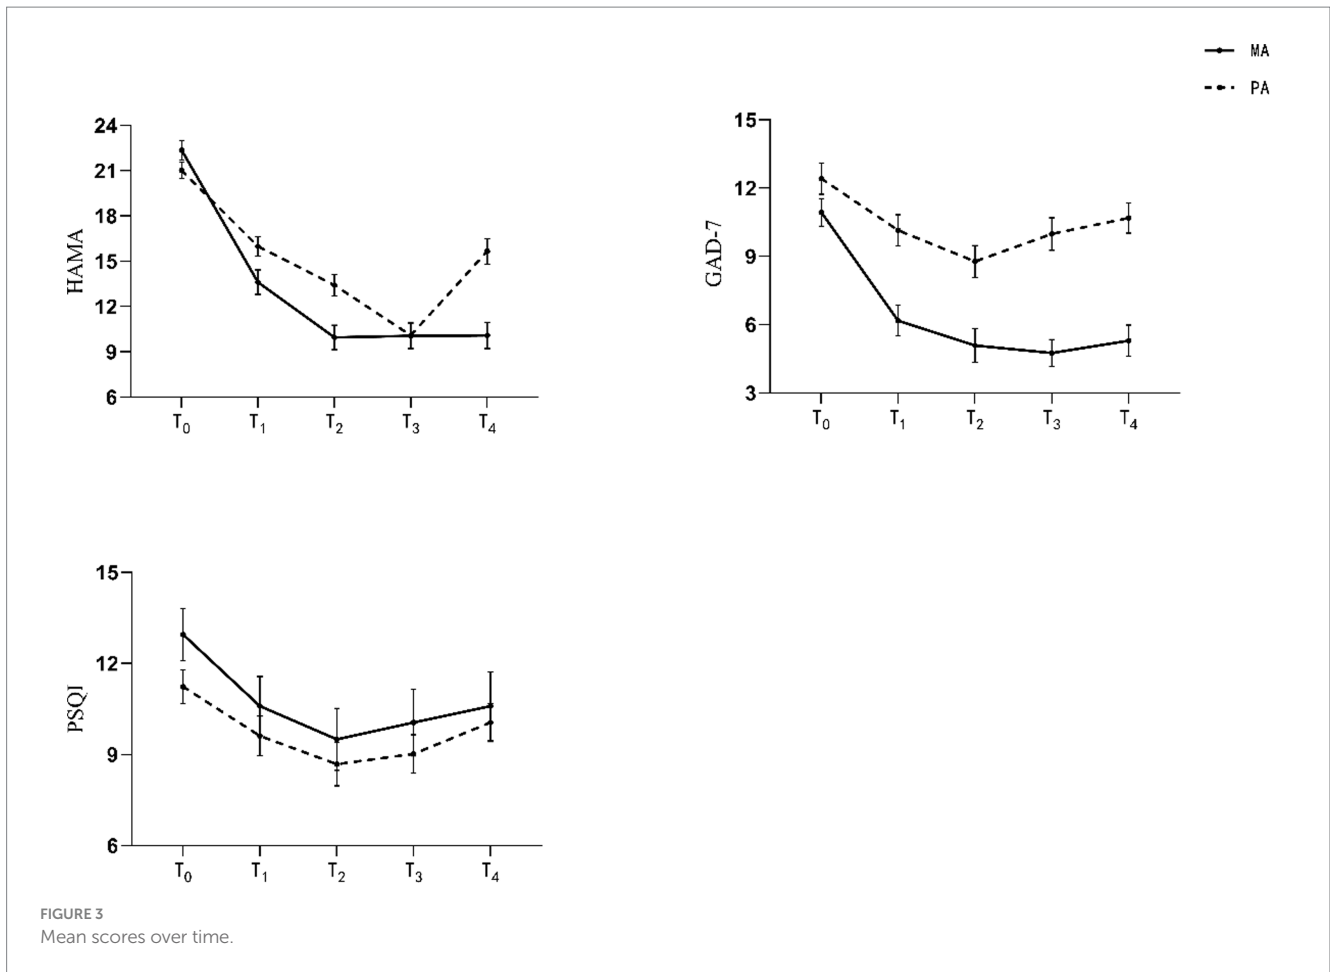 MA
PA
HAMA
24
21
18
15
12
9
6
T0 T1 T2 T3 T4
GAD-7
15
12
9
6
3
T0 T1 T2 T3 T4
PSQI
15
12
9
6
T0 T1 T2 T3 T4
FIGURE 3
Mean scores over time.